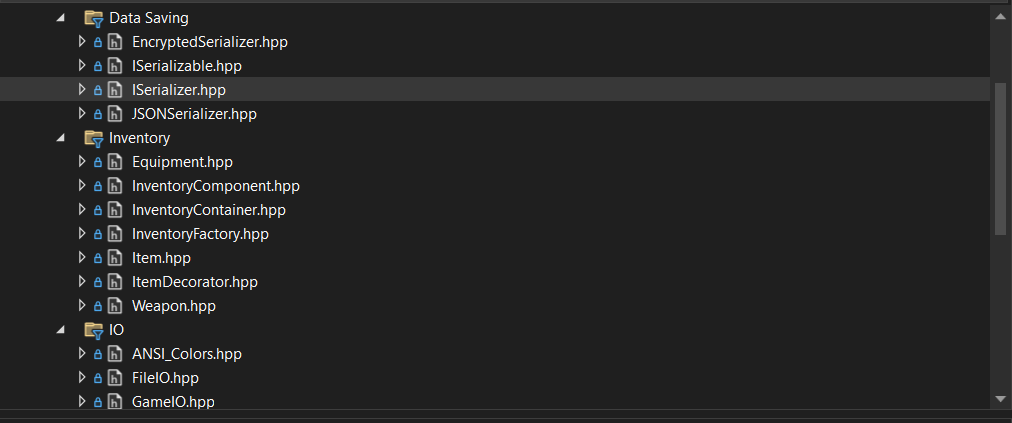 Data Saving
EncryptedSerializer.hpp
ISerializable.hpp
ISerializer.hpp
JSONSerializer.hpp
Inventory
Equipment.hpp
InventoryComponent.hpp
InventoryContainer.hpp
InventoryFactory.hpp
Item.hpp
ItemDecorator.hpp
Weapon.hpp
IO
ANSI_Colors.hpp
FileIO.hpp
GameIO.hpp